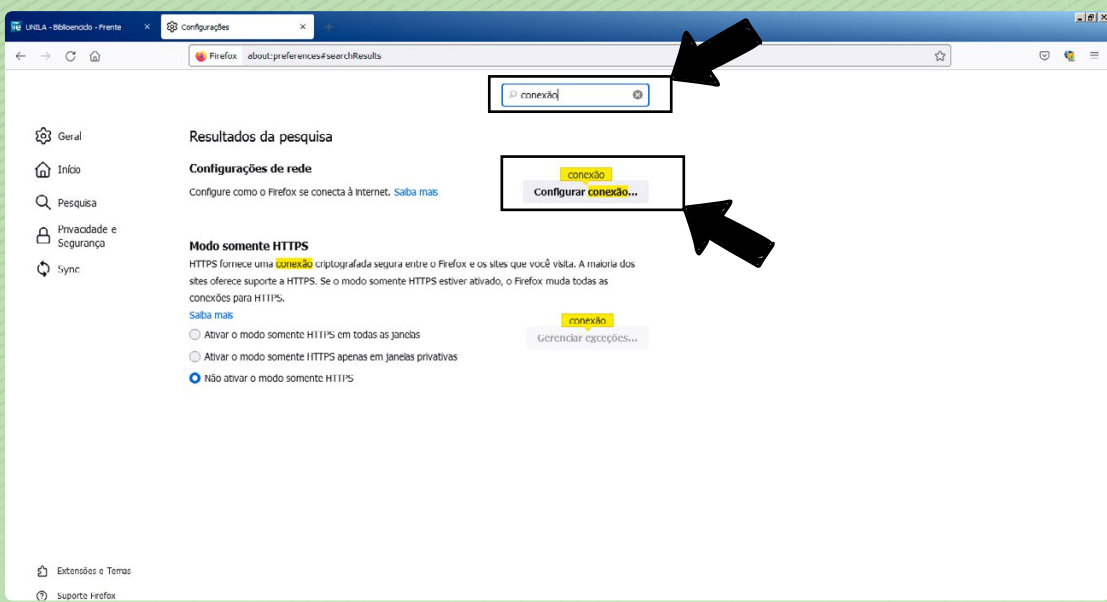 UNILA - Biblioencido - Frente
Configurações
Firefox about:preferences#searchResults
conexão
Geral
Início
Pesquisa
Privacidade e
Segurança
Sync
Resultados da pesquisa
Configurações de rede
Configure como o Firefox se conecta à internet. Saiba mais
conexão
Configurar conexão...
Modo somente HTTPS
HTTPS fornece uma conexão criptografada segura entre o Firefox e os sites que você visita. A maioria dos
sites oferece suporte a HTTPS. Se o modo somente HTTPS estiver ativado, o Firefox muda todas as
conexões para HTTPS.
Saiba mais
Ativar o modo somente HTTPS em todas as janelas
Ativar o modo somente HTTPS apenas em janelas privativas
Não ativar o modo somente HTTPS
conexão
Gerenciar exceções...
Extensões e Temas
Suporte Firefox